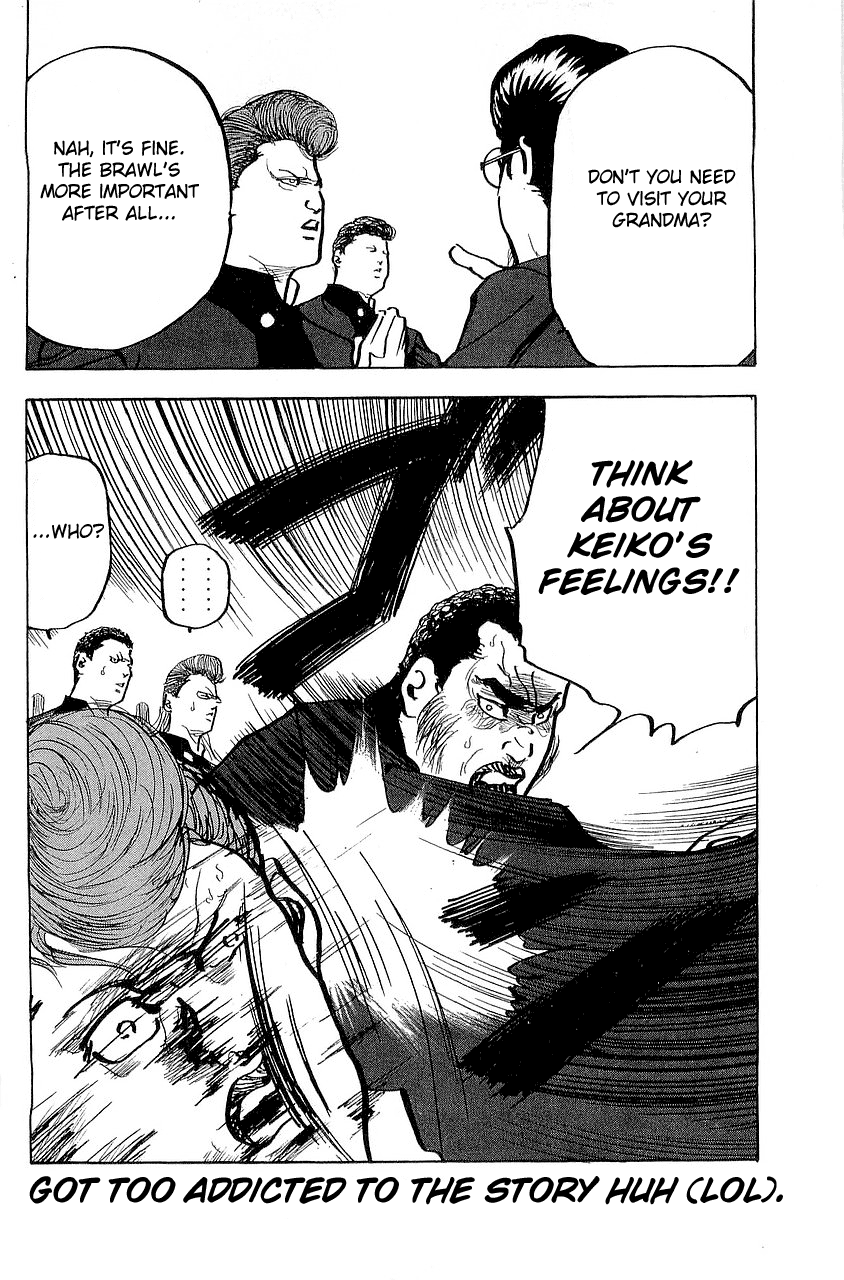 DON'T YOU NEED
TO VISIT YOUR
GRANDMA?
NAH, IT'S FINE.
THE BRAWL'S
MORE IMPORTANT
AFTER ALL...
THINK
ABOUT
KEIKO'S
FEELINGS!!
...WHO?
GOT TOO ADDICTED TO THE STORY HUH (LOL).